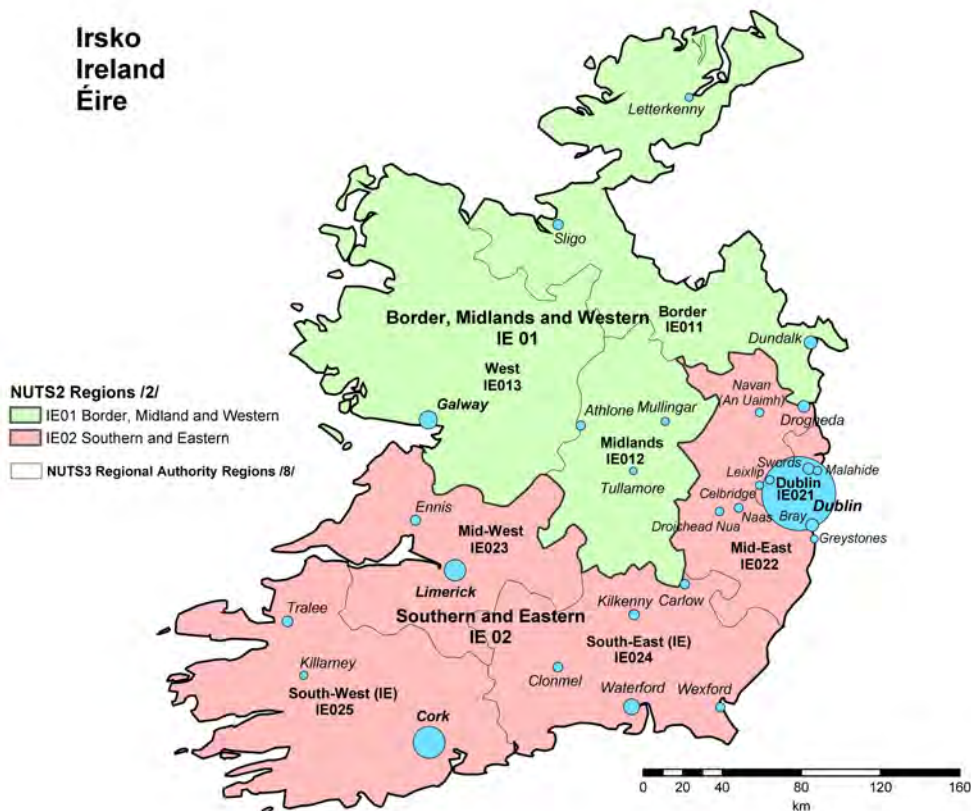 Irsko
Ireland
Éire
Letterkenny
Sligo
Border, Midlands and Western
IE 01
Border
IE011
Dundalk
West
IE013
NUTS2 Regions /2/
IE01 Border, Midland and Western
IE02 Southern and Eastern
NUTS3 Regional Authority Regions /8/
Galway
Athlone
Mullingar
Navan
(An Uaimh)
Drogheda
Midlands
IE012
Tullamore
Swords
Malahide
Leixlip
Dublin
IE021
Dublin
Celbridge
Naas
Bray
Droichead Nua
Greystones
Mid-East
IE022
Ennis
Mid-West
IE023
Limerick
Carlow
Kilkenny
Tralee
Southern and Eastern
IE 02
South-East (IE)
IE024
Killarney
Clonmel
Waterford
Wexford
South-West (IE)
IE025
Cork
0 20 40 80 120 160
km